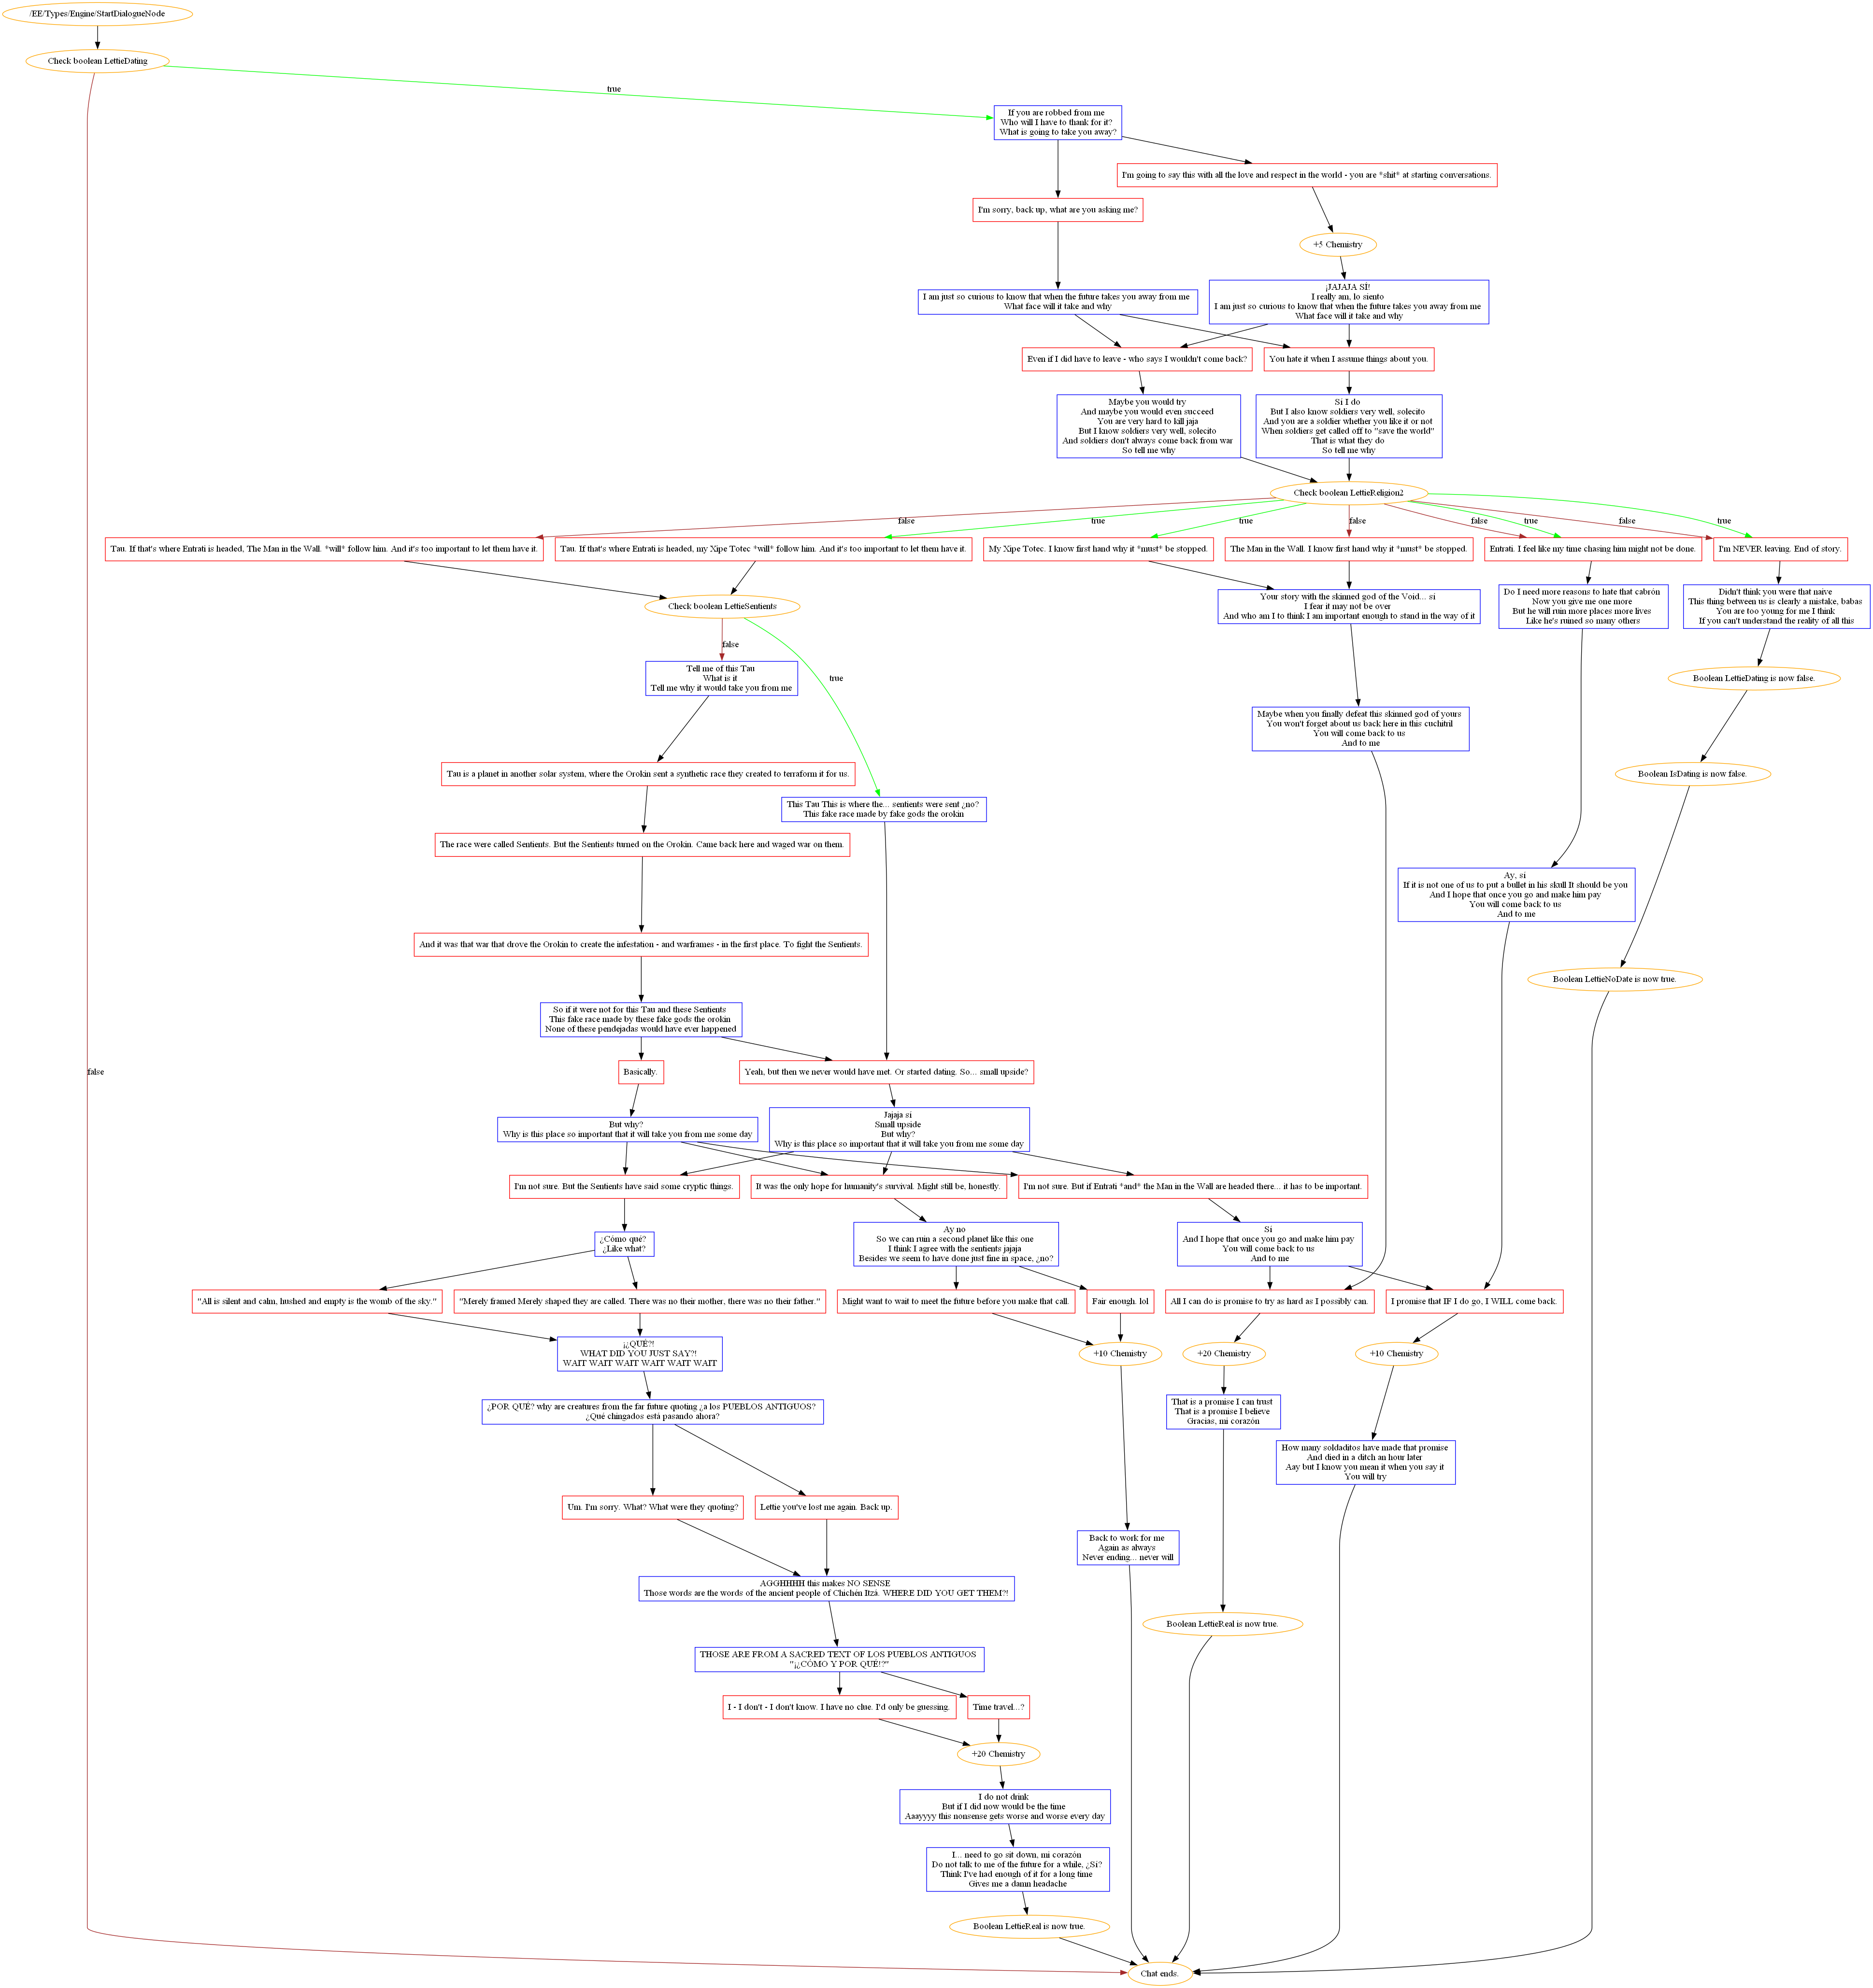 /EE/Types/Engine/StartDialogueNode
Check boolean LettieDating
true
If you are robbed from me
Who will I have to thank for it?
What is going to take you away?
I'm going to say this with all the love and respect in the world - you are *shit* at starting conversations.
I'm sorry, back up, what are you asking me?
+5 Chemistry
I am just so curious to know that when the future takes you away from me
What face will it take and why
¡JAJAJA SÍ!
I really am, lo siento
I am just so curious to know that when the future takes you away from me
What face will it take and why
Even if I did have to leave - who says I wouldn't come back?
You hate it when I assume things about you.
Maybe you would try
And maybe you would even succeed
You are very hard to kill jaja
But I know soldiers very well, solecito
And soldiers don't always come back from war
So tell me why
Sí I do
But I also know soldiers very well, solecito
And you are a soldier whether you like it or not
When soldiers get called off to "save the world"
That is what they do
So tell me why
Check boolean LettieReligion2
false
true
true
false
false
true
false
true
Tau. If that's where Entrati is headed, The Man in the Wall. *will* follow him. And it's too important to let them have it.
Tau. If that's where Entrati is headed, my Xipe Totec *will* follow him. And it's too important to let them have it.
My Xipe Totec. I know first hand why it *must* be stopped.
The Man in the Wall. I know first hand why it *must* be stopped.
Entrati. I feel like my time chasing him might not be done.
I'm NEVER leaving. End of story.
Check boolean LettieSentients
Your story with the skinned god of the Void... sí
I fear it may not be over
And who am I to think I am important enough to stand in the way of it
Do I need more reasons to hate that cabrón
Now you give me one more
But he will ruin more places more lives
Like he's ruined so many others
Didn't think you were that naive
This thing between us is clearly a mistake, babas
You are too young for me I think
If you can't understand the reality of all this
false
true
Tell me of this Tau
What is it
Tell me why it would take you from me
Boolean LettieDating is now false.
Maybe when you finally defeat this skinned god of yours
You won't forget about us back here in this cuchitril
You will come back to us
And to me
Tau is a planet in another solar system, where the Orokin sent a synthetic race they created to terraform it for us.
Boolean IsDating is now false.
This Tau This is where the... sentients were sent ¿no?
This fake race made by fake gods the orokin
The race were called Sentients. But the Sentients turned on the Orokin. Came back here and waged war on them.
Ay, sí
If it is not one of us to put a bullet in his skull It should be you
And I hope that once you go and make him pay
You will come back to us
And to me
And it was that war that drove the Orokin to create the infestation - and warframes - in the first place. To fight the Sentients.
Boolean LettieNoDate is now true.
So if it were not for this Tau and these Sentients
This fake race made by these fake gods the orokin
None of these pendejadas would have ever happened
false
Basically.
Yeah, but then we never would have met. Or started dating. So... small upside?
But why?
Why is this place so important that it will take you from me some day
Jajaja sí
Small upside
But why?
Why is this place so important that it will take you from me some day
I'm not sure. But the Sentients have said some cryptic things.
It was the only hope for humanity's survival. Might still be, honestly.
I'm not sure. But if Entrati *and* the Man in the Wall are headed there... it has to be important.
¿Cómo qué?
¿Like what?
Ay no
So we can ruin a second planet like this one
I think I agree with the sentients jajaja
Besides we seem to have done just fine in space, ¿no?
Sí
And I hope that once you go and make him pay
You will come back to us
And to me
"All is silent and calm, hushed and empty is the womb of the sky."
"Merely framed Merely shaped they are called. There was no their mother, there was no their father."
Might want to wait to meet the future before you make that call.
Fair enough. lol
All I can do is promise to try as hard as I possibly can.
I promise that IF I do go, I WILL come back.
¡¿QUÉ?!
WHAT DID YOU JUST SAY?!
WAIT WAIT WAIT WAIT WAIT WAIT
+10 Chemistry
+20 Chemistry
+10 Chemistry
¿POR QUÉ? why are creatures from the far future quoting ¿a los PUEBLOS ANTIGUOS?
¿Qué chingados está pasando ahora?
That is a promise I can trust
That is a promise I believe
Gracias, mi corazón
How many soldaditos have made that promise
And died in a ditch an hour later
Aay but I know you mean it when you say it
You will try
Um. I'm sorry. What? What were they quoting?
Lettie you've lost me again. Back up.
Back to work for me
Again as always
Never ending... never will
AGGHHHH this makes NO SENSE
Those words are the words of the ancient people of Chichén Itzá. WHERE DID YOU GET THEM?!
Boolean LettieReal is now true.
THOSE ARE FROM A SACRED TEXT OF LOS PUEBLOS ANTIGUOS
"¡¿CÓMO Y POR QUÉ!?"
I - I don't - I don't know. I have no clue. I'd only be guessing.
Time travel...?
+20 Chemistry
I do not drink
But if I did now would be the time
Aaayyyy this nonsense gets worse and worse every day
I... need to go sit down, mi corazón
Do not talk to me of the future for a while, ¿Sí?
Think I've had enough of it for a long time
Gives me a damn headache
Boolean LettieReal is now true.
Chat ends.